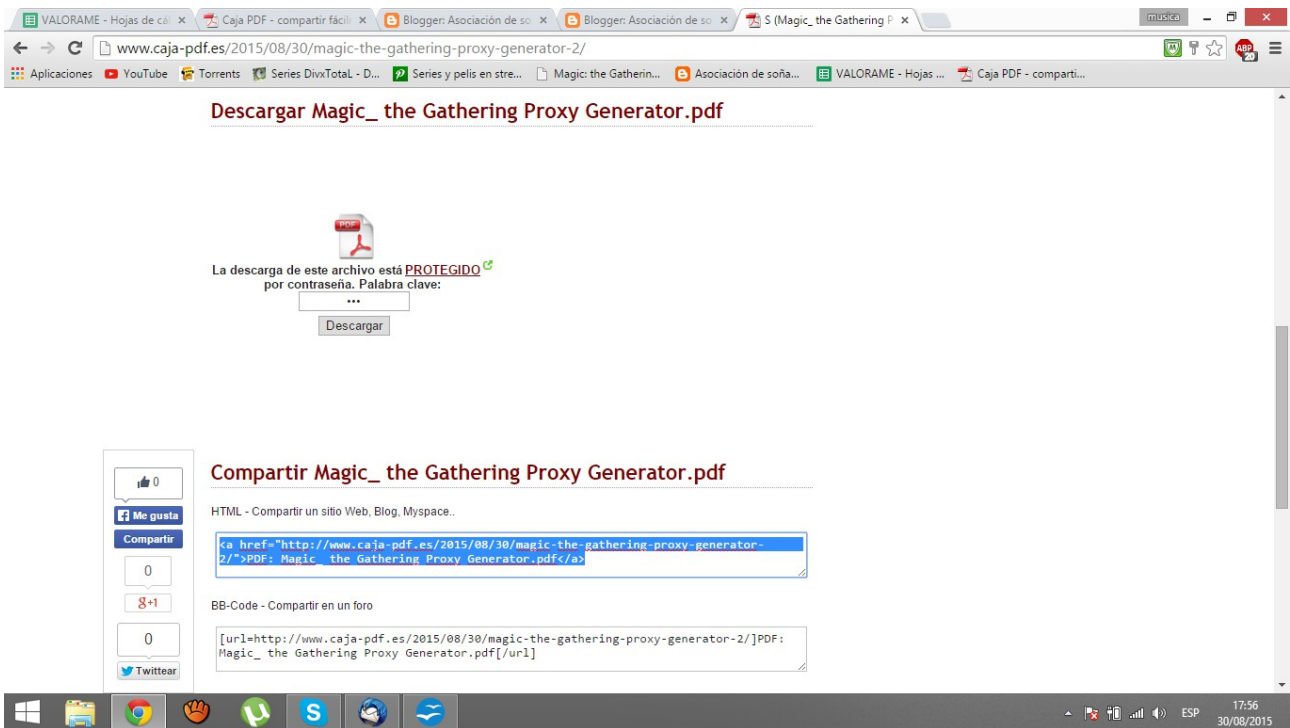 VALORAME - Hojas de cál
Caja PDF - compartir fácil
Blogger: Asociación de so
Blogger: Asociación de so
S (Magic_ the Gathering P
musica
www.caja-pdf.es/2015/08/30/magic-the-gathering-proxy-generator-2/
ABP
20
Aplicaciones
YouTube
Torrents
Series DivxTotaL - D...
Series y pelis en stre...
Magic: the Gatherin...
Asociación de soña...
VALORAME - Hojas ...
Caja PDF - comparti...
Descargar Magic_ the Gathering Proxy Generator.pdf
PDF
La descarga de este archivo está PROTEGIDO
por contraseña. Palabra clave:
•••
Descargar
0
Me gusta
Compartir
0
g+1
0
Twittear
Compartir Magic_ the Gathering Proxy Generator.pdf
HTML - Compartir un sitio Web, Blog, Myspace..
<a href="http://www.caja-pdf.es/2015/08/30/magic-the-gathering-proxy-generator-
2/">PDF: Magic_ the Gathering Proxy Generator.pdf</a>
BB-Code - Compartir en un foro
[url=http://www.caja-pdf.es/2015/08/30/magic-the-gathering-proxy-generator-2/]PDF:
Magic_ the Gathering Proxy Generator.pdf[/url]
ESP
17:56
30/08/2015